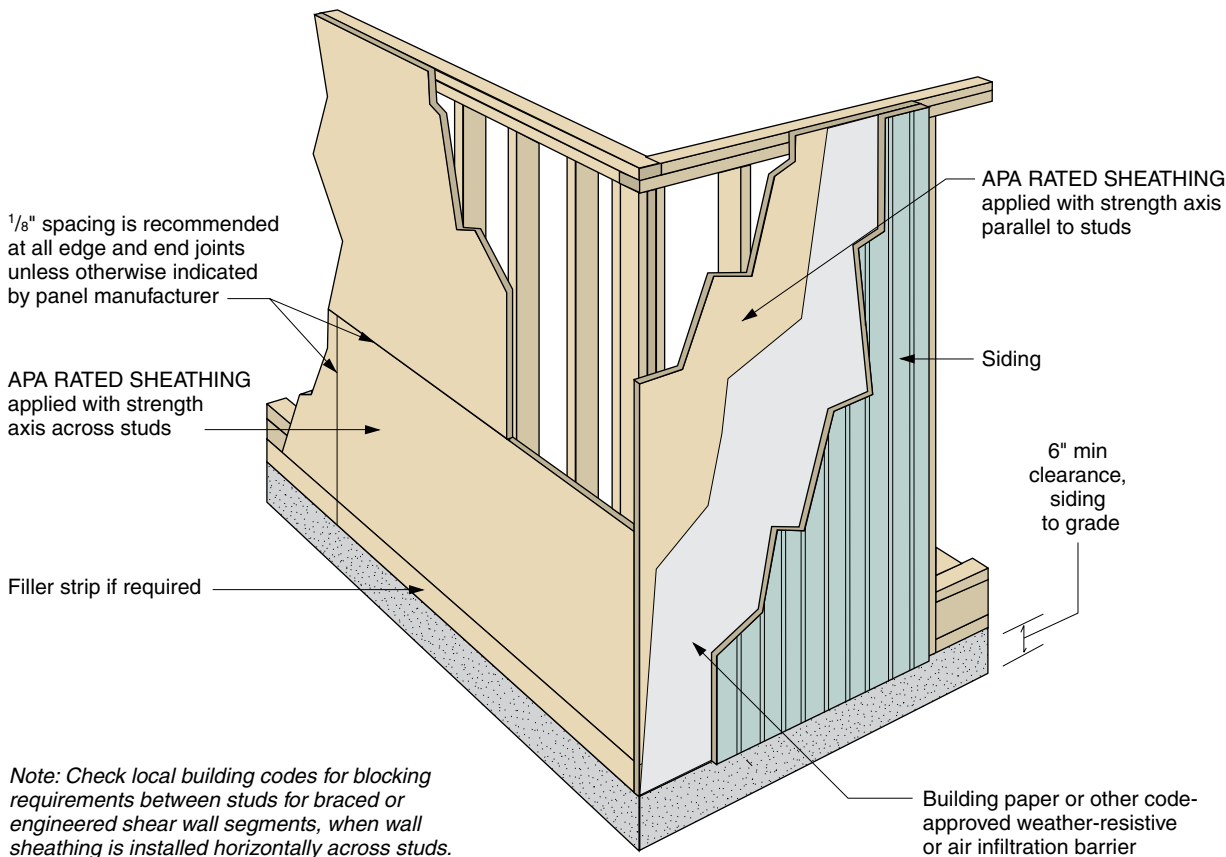 1/8" spacing is recommended
at all edge and end joints
unless otherwise indicated
by panel manufacturer
APA RATED SHEATHING
applied with strength
axis across studs
Filler strip if required
Note: Check local building codes for blocking
requirements between studs for braced or
engineered shear wall segments, when wall
sheathing is installed horizontally across studs.
APA RATED SHEATHING
applied with strength axis
parallel to studs
Siding
6" min
clearance,
siding
to grade
Building paper or other code-
approved weather-resistive
or air infiltration barrier